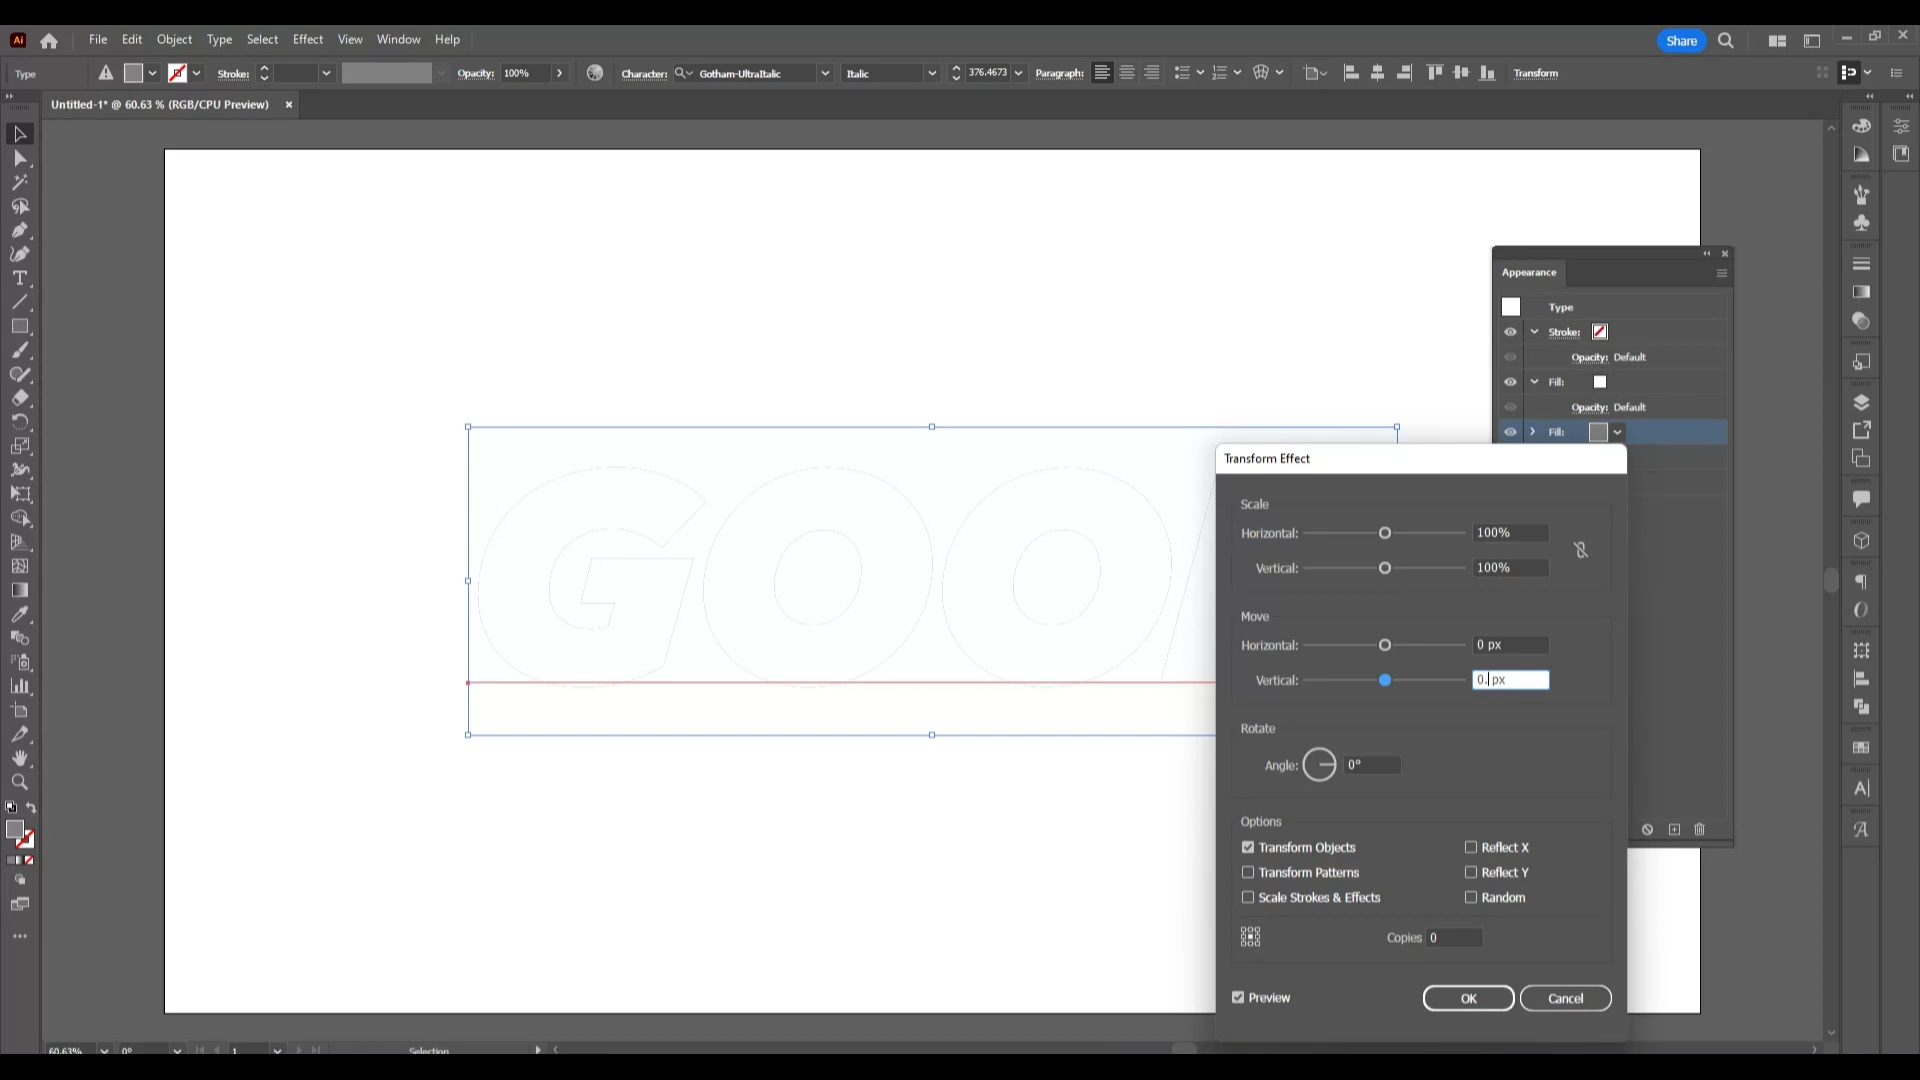 Ai File Edit Object Type Select Effect View Window Help Share
Type Stroke: Opacity: 100% Character: Gotham-UltraItalic Italic 376.4673 Paragraph: Transform
Untitled-1* @ 60.63 % (RGB/CPU Preview)
Appearance
Type
Stroke:
Opacity: Default
Fill:
Opacity: Default
Fill:
GOO
Transform Effect
Scale
Horizontal: 100%
Vertical: 100%
Move
Horizontal: 0 px
Vertical: 0. px
Rotate
Angle: 0°
Options
Transform Objects Reflect X
Transform Patterns Reflect Y
Scale Strokes & Effects Random
Copies 0
Preview OK Cancel
60.63% 0° 1 Selection